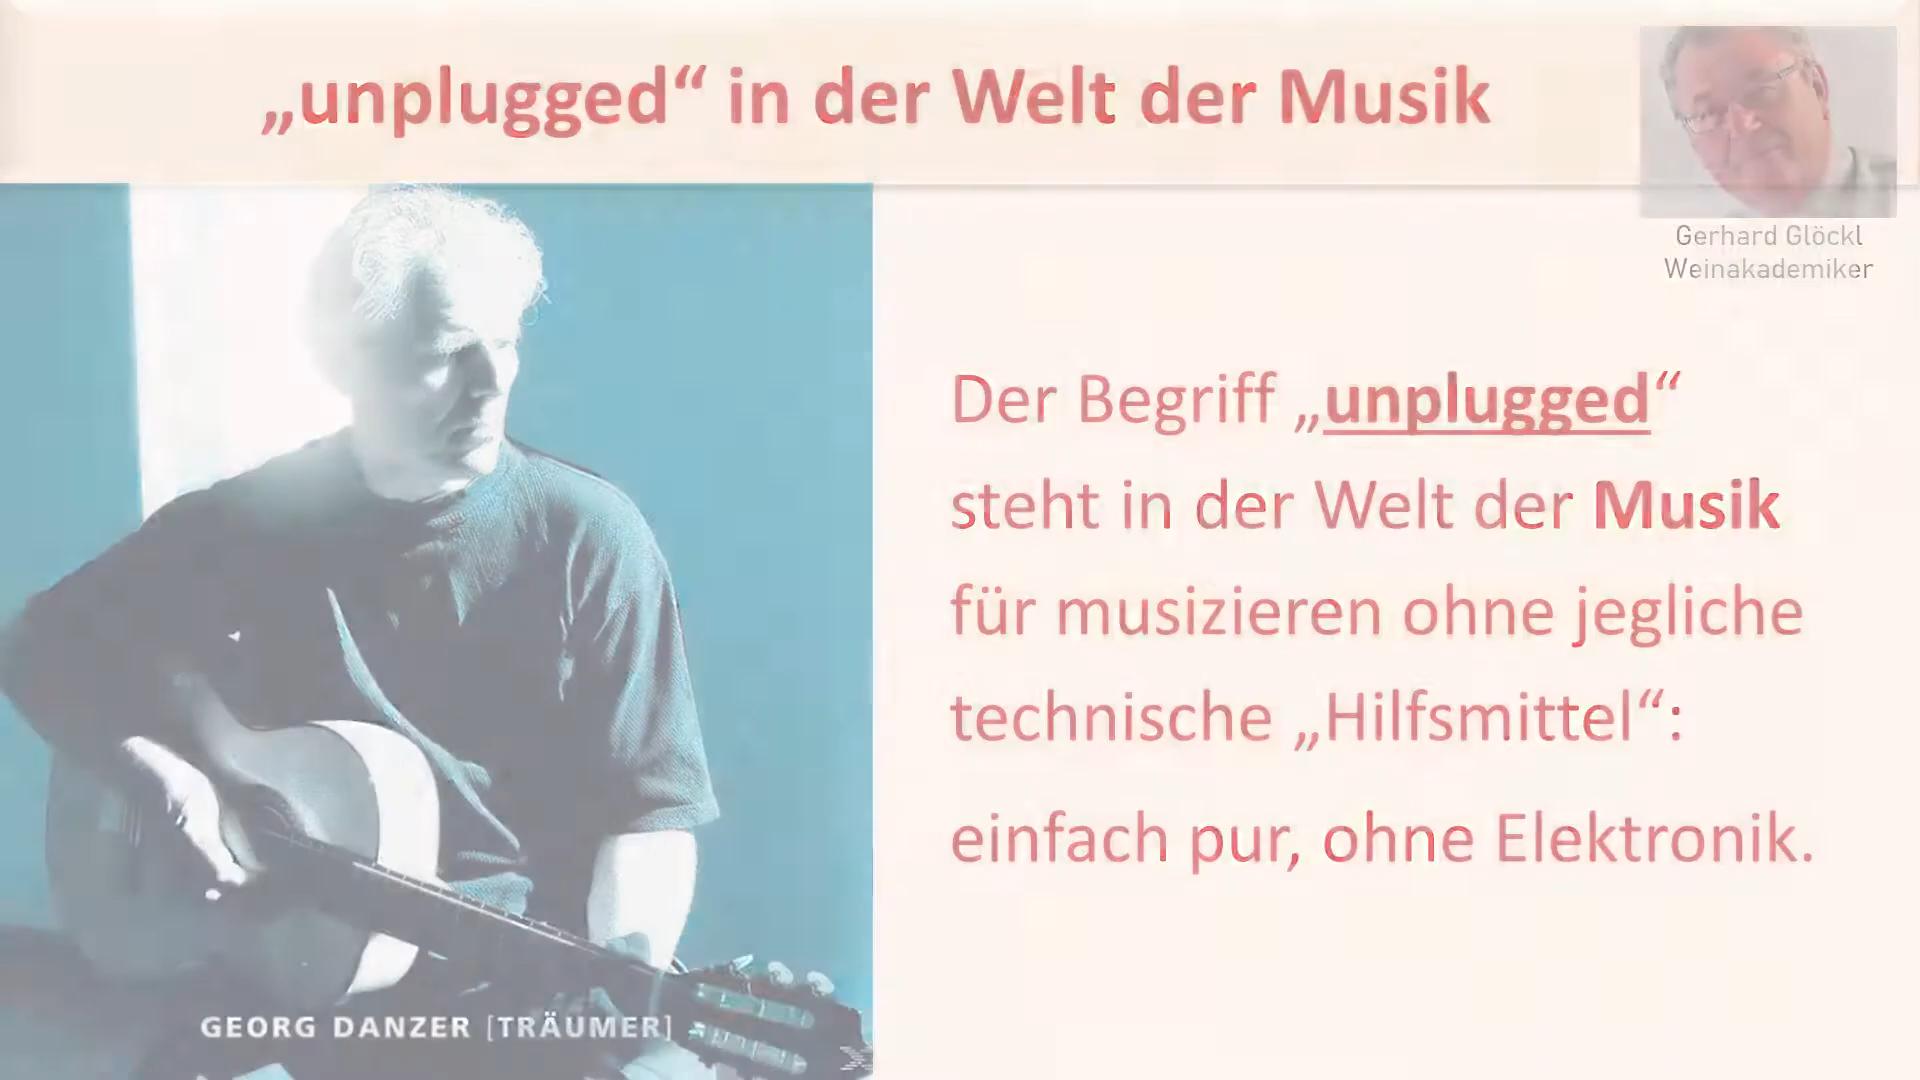 „unplugged“ in der Welt der Musik
Gerhard Glöckl
Weinakademiker
Der Begriff „unplugged“
steht in der Welt der Musik
für musizieren ohne jegliche
technische „Hilfsmittel“:
einfach pur, ohne Elektronik.
GEORG DANZER [TRÄUMER]